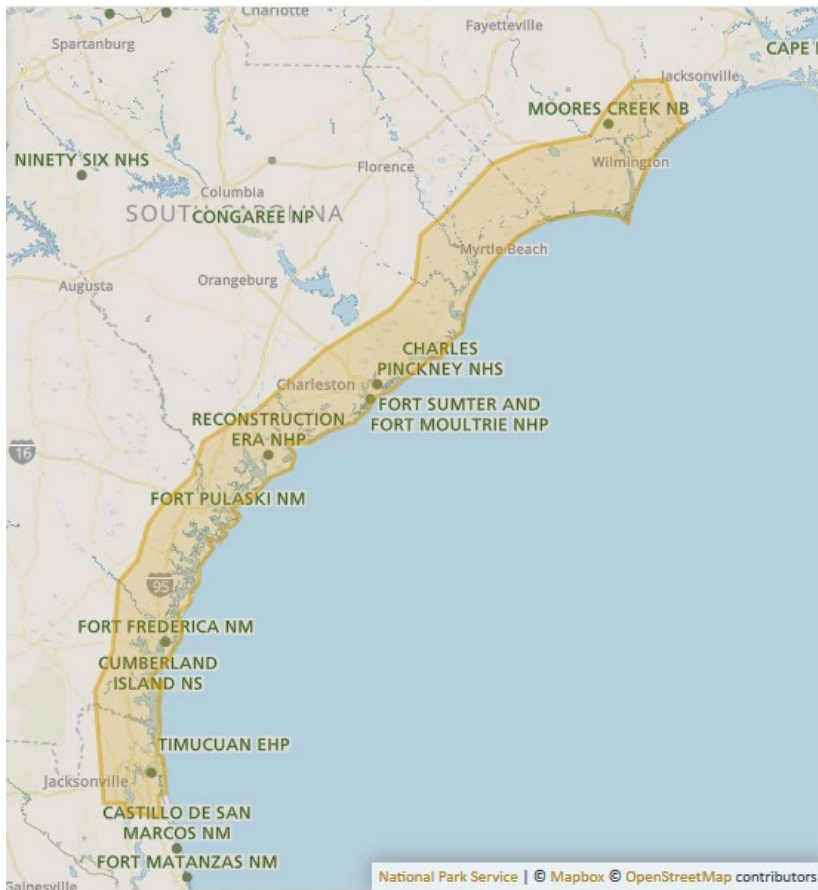 Charlotte
Spartanburg
Fayetteville
CAPE
Jacksonville
MOORES CREEK NB
NINETY SIX NHS
Florence
Wilmington
Columbia
SOUTH CAROLINA
CONGAREE NP
Myrtle Beach
Orangeburg
Augusta
CHARLES
PINCKNEY NHS
Charleston
FORT SUMTER AND
FORT MOULTRIE NHP
RECONSTRUCTION
ERA NHP
16
FORT PULASKI NM
95
FORT FREDERICA NM
CUMBERLAND
ISLAND NS
TIMUCUAN EHP
Jacksonville
CASTILLO DE SAN
MARCOS NM
FORT MATANZAS NM
Gainesville
National Park Service | © Mapbox © OpenStreetMap contributors